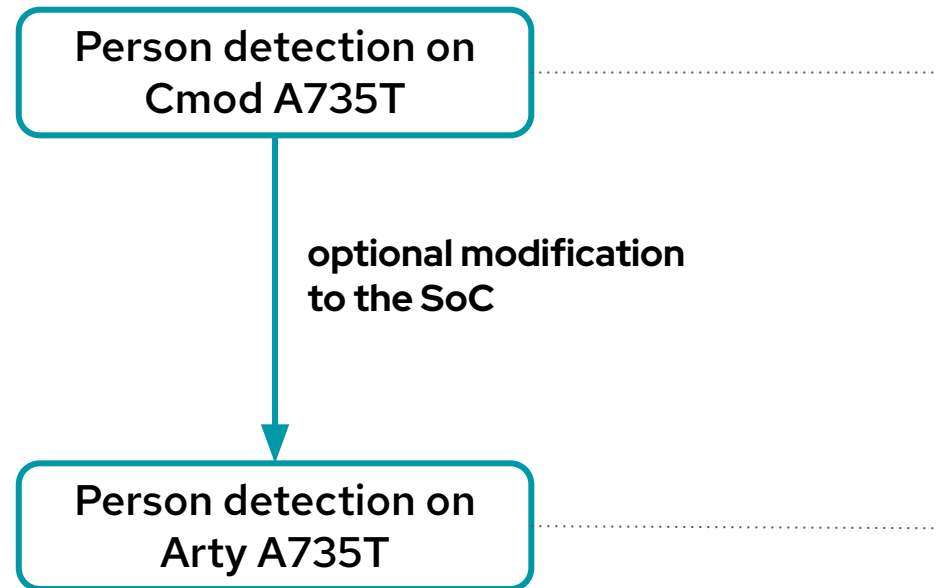 Person detection on
Cmod A735T
optional modification
to the SoC
Person detection on
Arty A735T